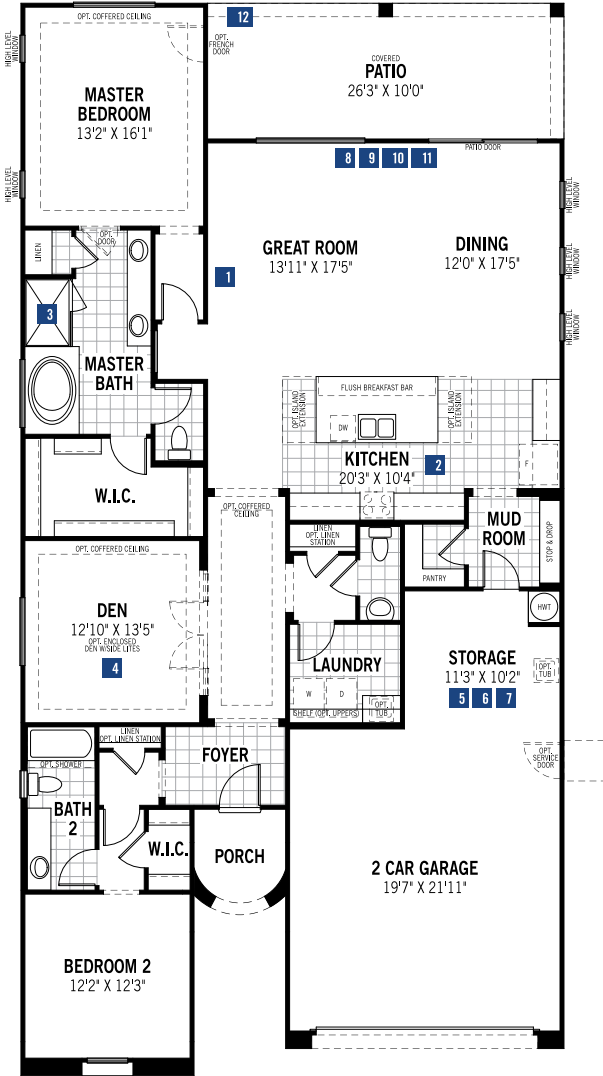 OPT. COFFERED CEILING
12
OPT.
FRENCH
DOOR
HIGH LEVEL
WINDOW
COVERED
PATIO
26'3" X 10'0"
MASTER
BEDROOM
13'2" X 16'1"
HIGH LEVEL
WINDOW
8 9 10 11
PATIO DOOR
HIGH LEVEL
WINDOW
OPT.
DOOR
LINEN
GREAT ROOM
13'11" X 17'5"
DINING
12'0" X 17'5"
HIGH LEVEL
WINDOW
1
3
HIGH LEVEL
WINDOW
MASTER
BATH
FLUSH BREAKFAST BAR
OPT. ISLAND
EXTENSION
OPT. ISLAND
EXTENSION
DW
KITCHEN
20'3" X 10'4"
2
F
W.I.C.
OPT. COFFERED
CEILING
MUD
ROOM
STOP & DROP
LINEN
OPT. LINEN
STATION
PANTRY
OPT. COFFERED CEILING
DEN
12'10" X 13'5"
OPT. ENCLOSED
DEN W/SIDE LITES
4
HWT
LAUNDRY
W
D
OPT.
TUB
SHELF (OPT. UPPERS)
STORAGE
11'3" X 10'2"
5 6 7
OPT.
TUB
LINEN
OPT. LINEN STATION
FOYER
OPT.
SERVICE
DOOR
OPT. SHOWER
BATH
2
W.I.C.
PORCH
2 CAR GARAGE
19'7" X 21'11"
BEDROOM 2
12'2" X 12'3"